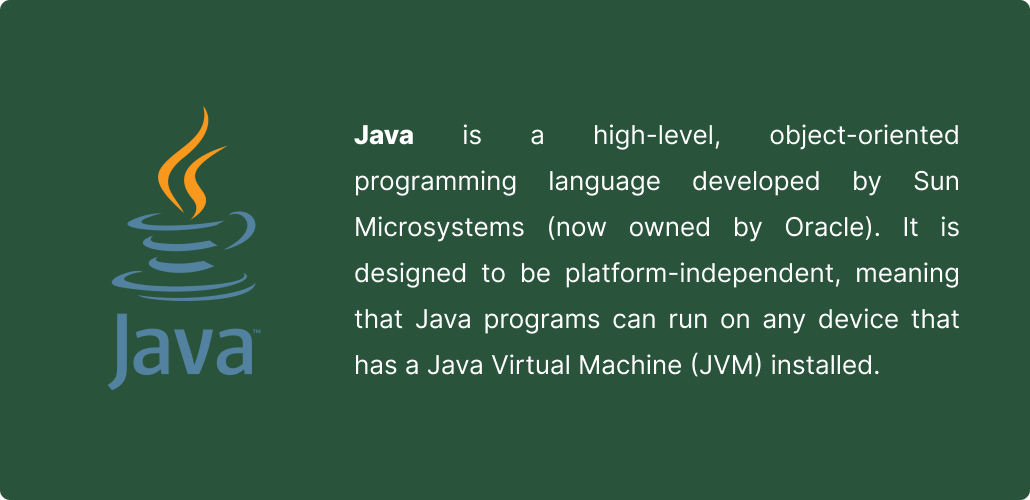 Java™
Java is a high-level, object-oriented
programming language developed by Sun
Microsystems (now owned by Oracle). It is
designed to be platform-independent, meaning
that Java programs can run on any device that
has a Java Virtual Machine (JVM) installed.